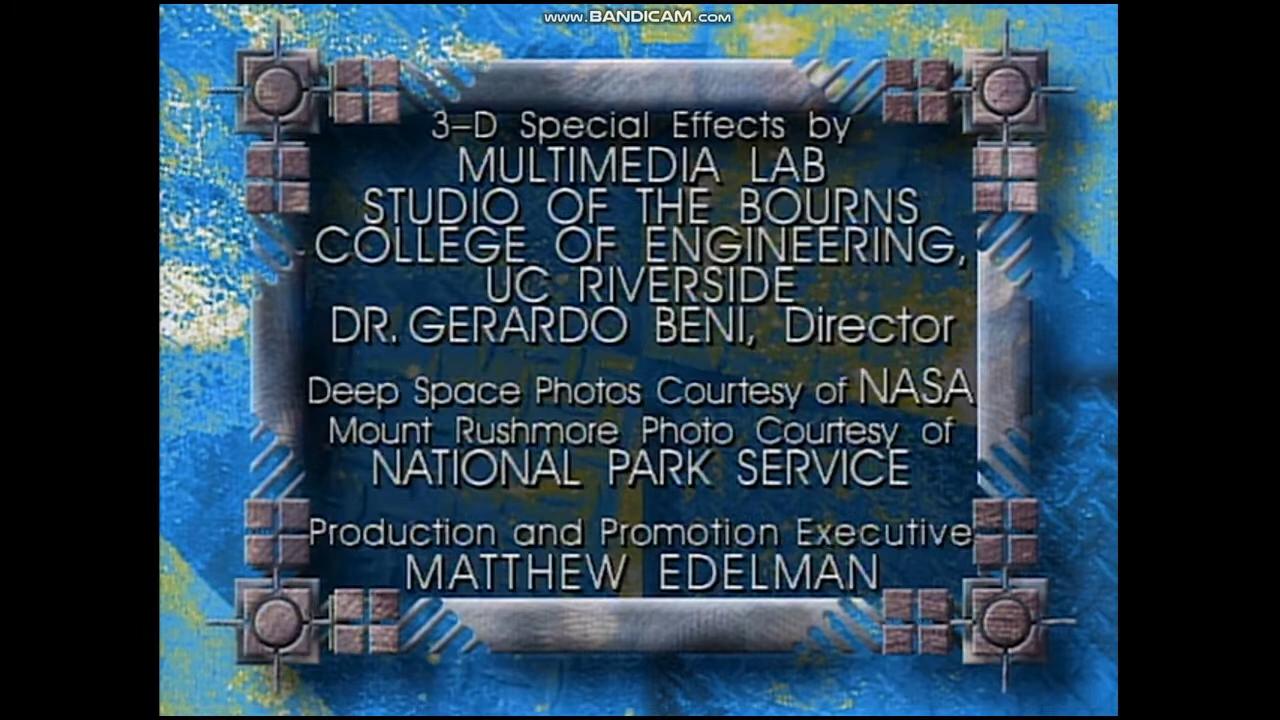 www.BANDICAM.com
3-D Special Effects by
MULTIMEDIA LAB
STUDIO OF THE BOURNS
COLLEGE OF ENGINEERING,
UC RIVERSIDE
DR. GERARDO BENI, Director
Deep Space Photos Courtesy of NASA
Mount Rushmore Photo Courtesy of
NATIONAL PARK SERVICE
Production and Promotion Executive
MATTHEW EDELMAN